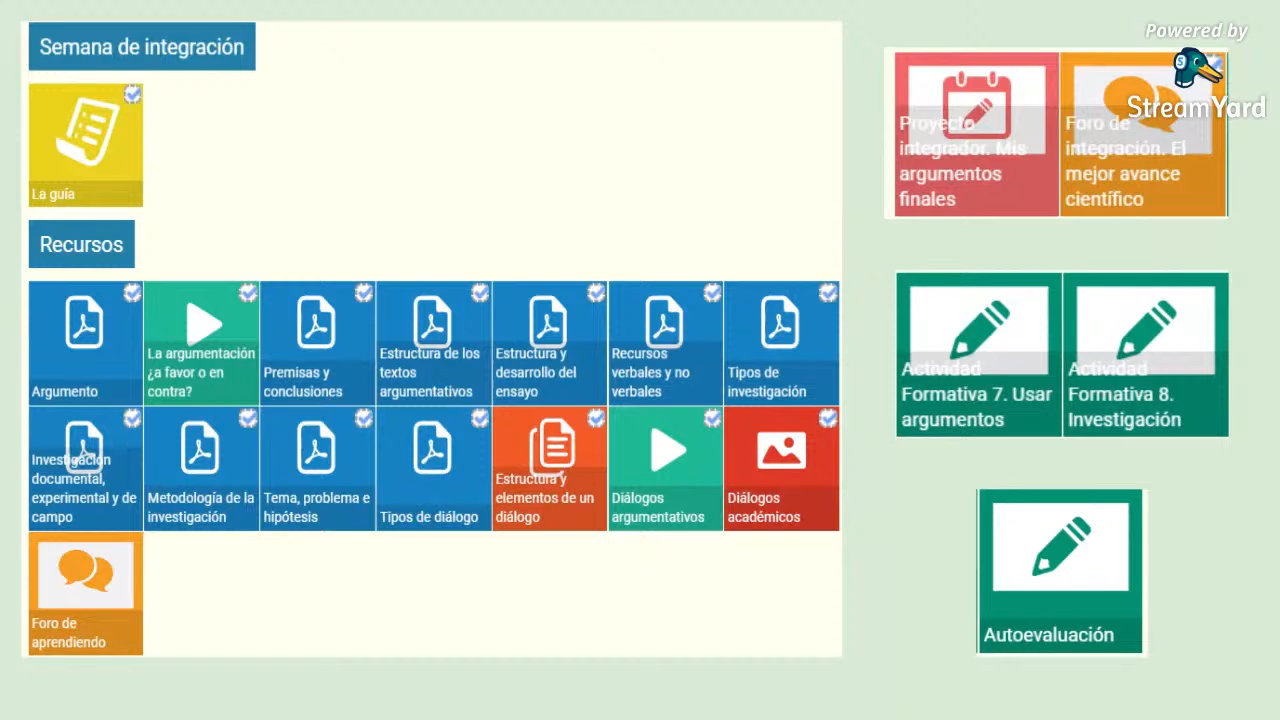 Semana de integración
La guía
Recursos
Argumento
La argumentación
¿a favor o en
contra?
Premisas y
conclusiones
Estructura de los
textos
argumentativos
Estructura y
desarrollo del
ensayo
Recursos
verbales y no
verbales
Tipos de
investigación
Investigación
documental,
experimental y de
campo
Metodología de la
investigación
Tema, problema e
hipótesis
Tipos de diálogo
Estructura y
elementos de un
diálogo
Diálogos
argumentativos
Diálogos
académicos
Foro de
aprendiendo
Powered by
StreamYard
Proyecto
integrador. Mis
argumentos
finales
Foro de
integración. El
mejor avance
científico
Actividad
Formativa 7. Usar
argumentos
Actividad
Formativa 8.
Investigación
Autoevaluación